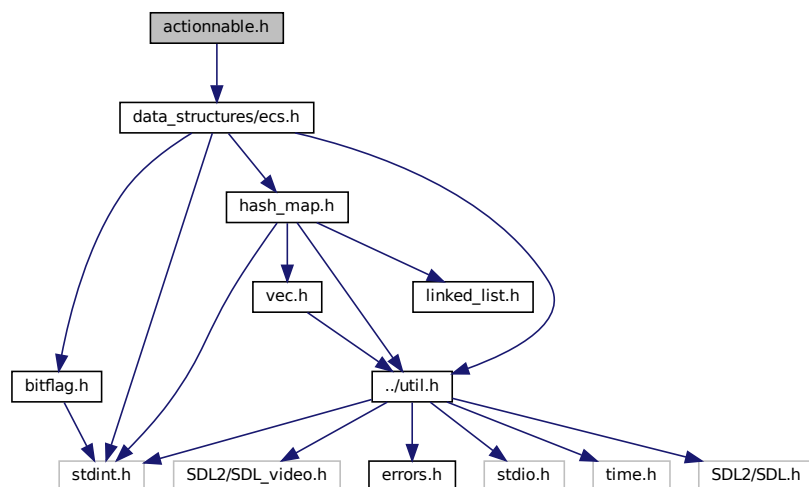 actionnable.h
data_structures/ecs.h
hash_map.h
vec.h
linked_list.h
bitflag.h
../util.h
stdint.h
SDL2/SDL_video.h
errors.h
stdio.h
time.h
SDL2/SDL.h